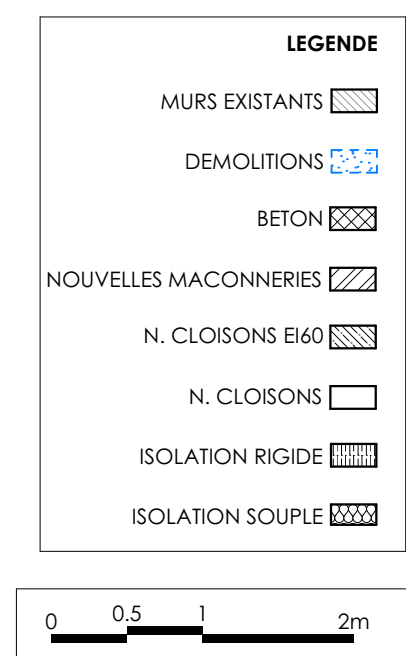 LEGENDE
MURS EXISTANTS
DEMOLITIONS
BETON
NOUVELLES MACONNERIES
N. CLOISONS EI60
N. CLOISONS
ISOLATION RIGIDE
ISOLATION SOUPLE
0 0.5 1 2m